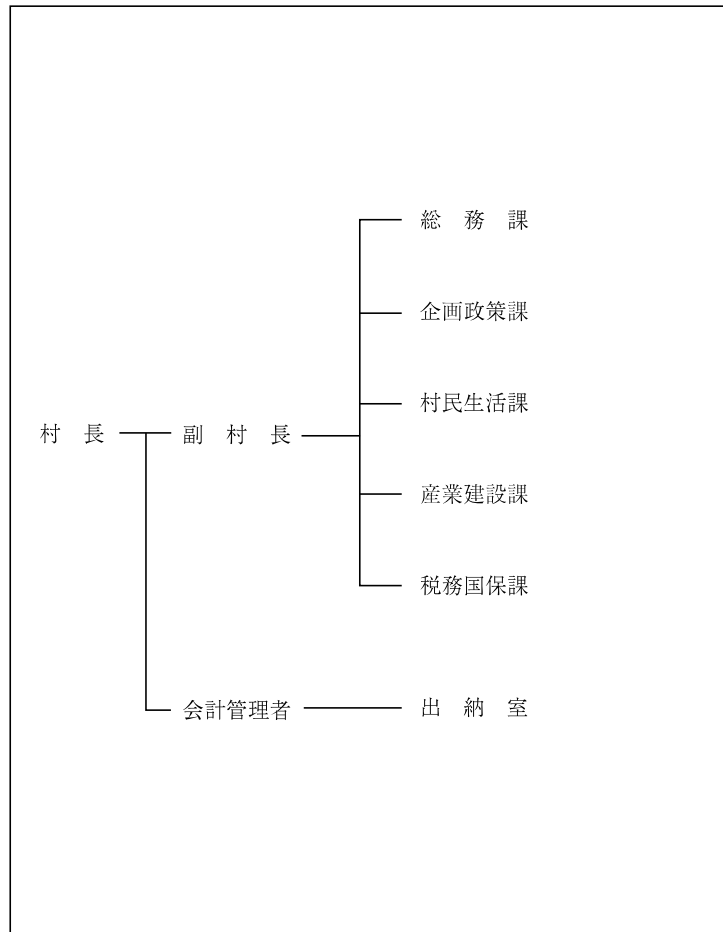 総　務　課
企画政策課
村民生活課
村　長
副　村　長
産業建設課
税務国保課
会計管理者
出　納　室